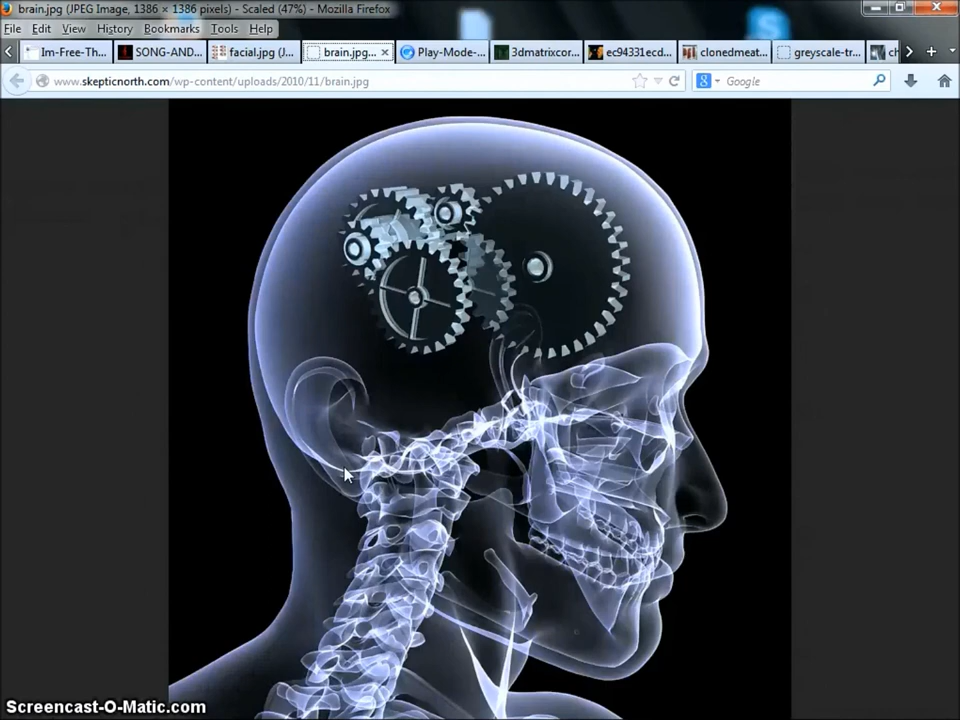 brain.jpg (JPEG Image, 1386 × 1386 pixels) - Scaled (47%) - Mozilla Firefox
File Edit View History Bookmarks Tools Help
Im-Free-Th... SONG-AND... facial.jpg (J... brain.jpg... Play-Mode-... 3dmatrixcor... ec94331ecd... clonedmeat... greyscale-tr... ch
www.skepticnorth.com/wp-content/uploads/2010/11/brain.jpg Google
Screencast-O-Matic.com